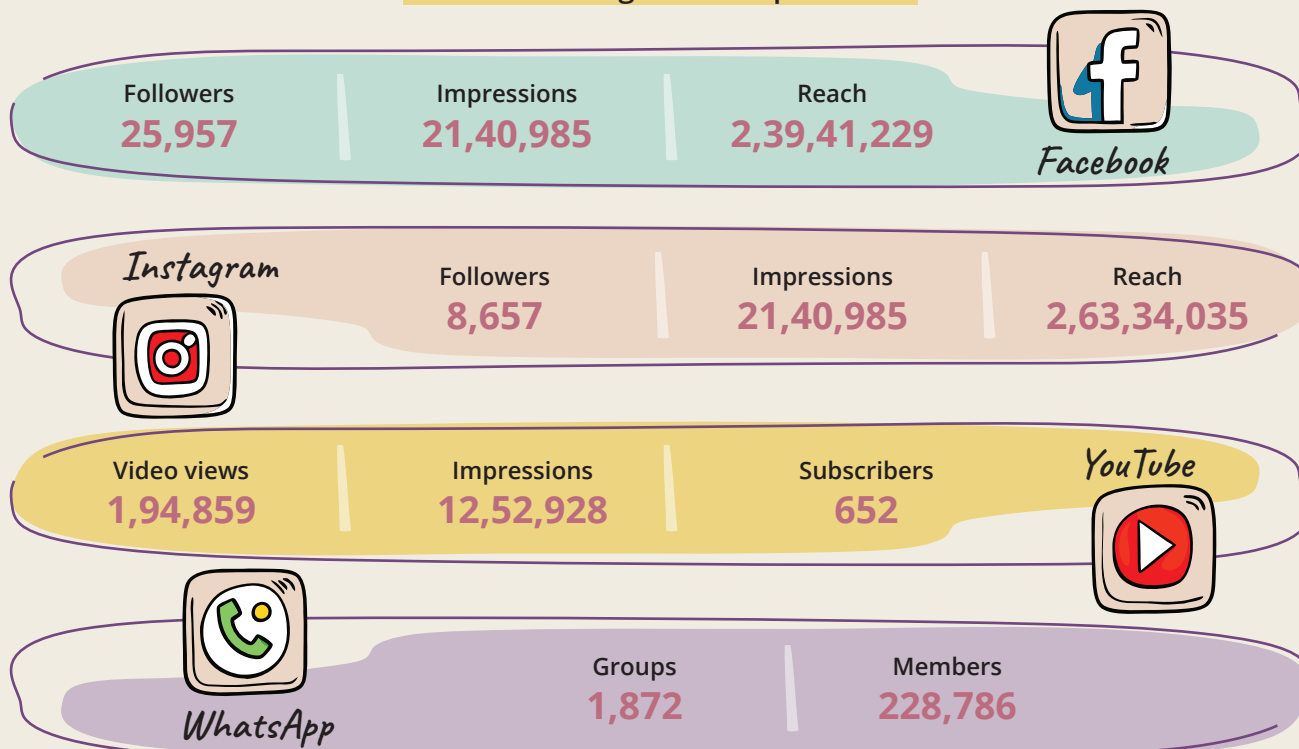 Followers
25,957
Impressions
21,40,985
Reach
2,39,41,229
Facebook
Instagram
Followers
8,657
Impressions
21,40,985
Reach
2,63,34,035
Video views
1,94,859
Impressions
12,52,928
Subscribers
652
YouTube
WhatsApp
Groups
1,872
Members
228,786